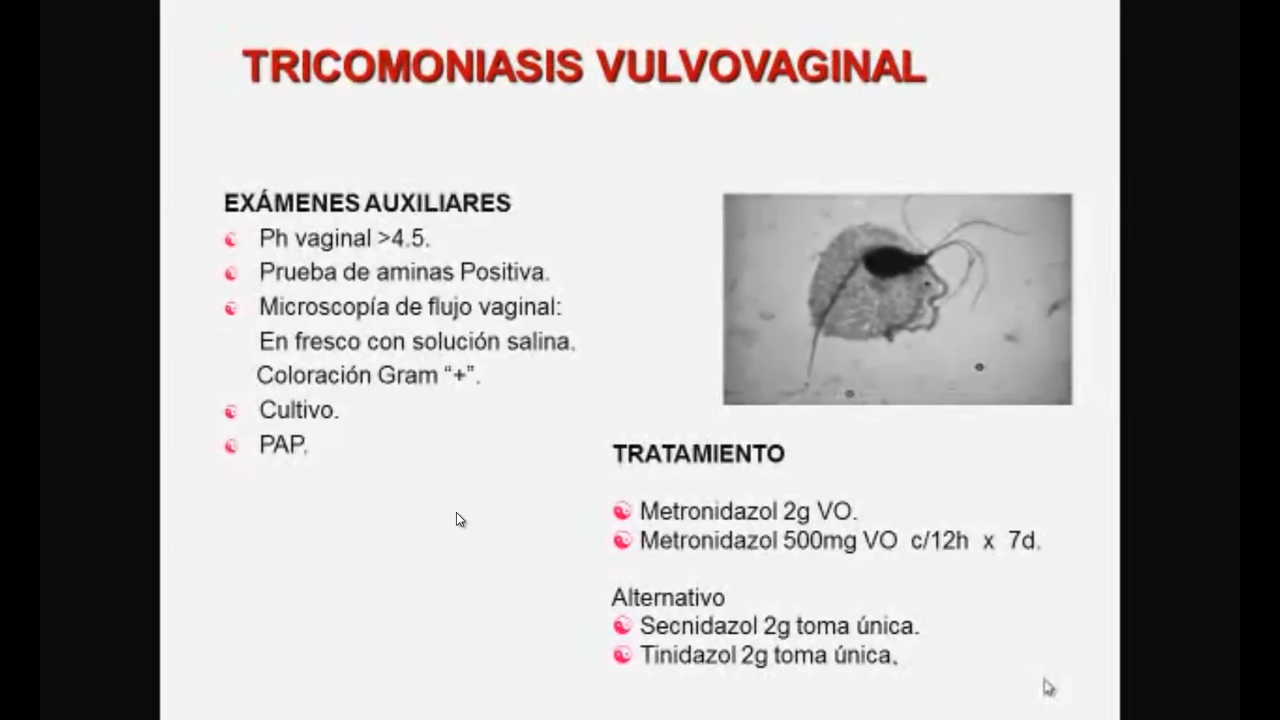 TRICOMONIASIS VULVOVAGINAL
EXÁMENES AUXILIARES
Ph vaginal >4.5.
Prueba de aminas Positiva.
Microscopía de flujo vaginal:
En fresco con solución salina.
Coloración Gram “+”.
Cultivo.
PAP.
TRATAMIENTO
Metronidazol 2g VO.
Metronidazol 500mg VO c/12h x 7d.
Alternativo
Secnidazol 2g toma única.
Tinidazol 2g toma única.